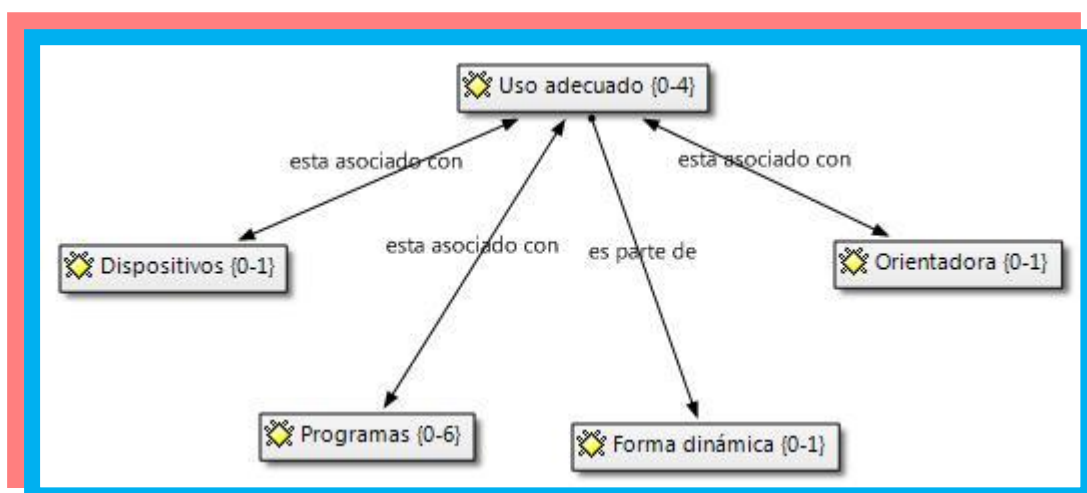 Uso adecuado {0-4}
esta asociado con
esta asociado con
esta asociado con
es parte de
Dispositivos {0-1}
Orientadora {0-1}
Programas {0-6}
Forma dinámica {0-1}